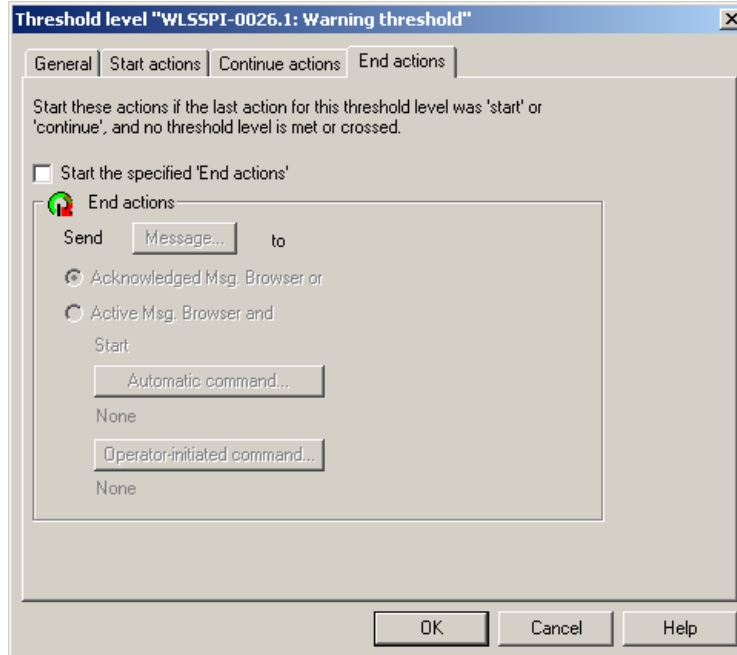 Threshold level "WLSSPI-0026.1: Warning threshold"
General Start actions Continue actions End actions
Start these actions if the last action for this threshold level was 'start' or
'continue', and no threshold level is met or crossed.
Start the specified 'End actions'
End actions
Send Message... to
Acknowledged Msg. Browser or
Active Msg. Browser and
Start
Automatic command...
None
Operator-initiated command...
None
OK Cancel Help